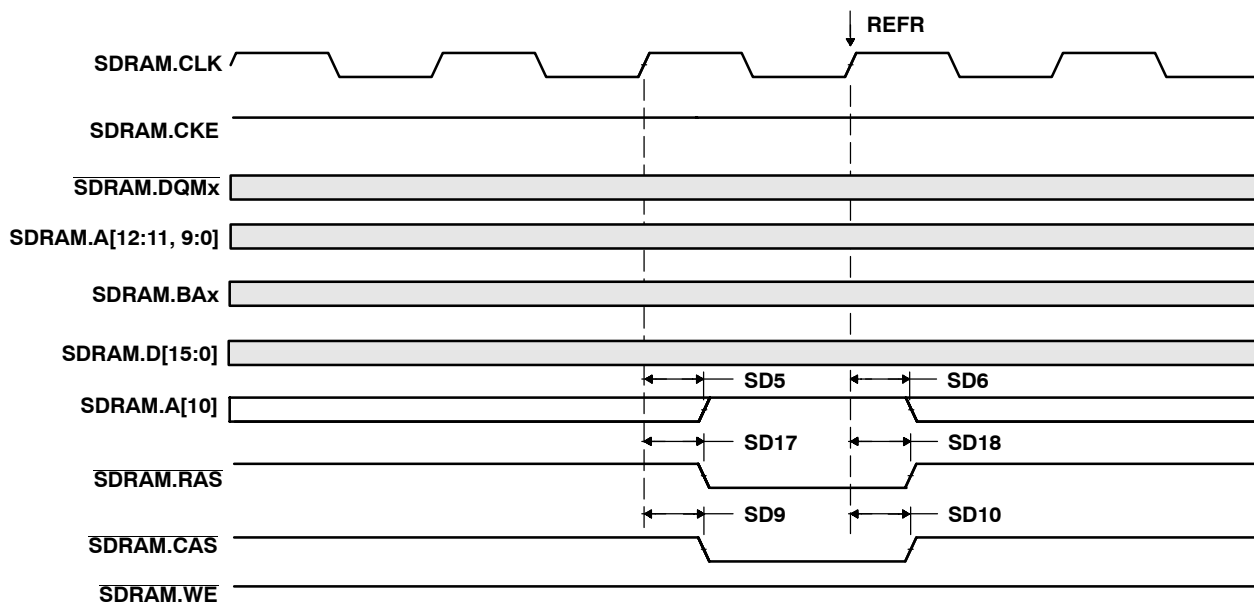 REFR
SDRAM.CLK
SDRAM.CKE
SDRAM.DQMx
SDRAM.A[12:11, 9:0]
SDRAM.BAx
SDRAM.D[15:0]
SD5 SD6
SDRAM.A[10]
SD17 SD18
SDRAM.RAS
SD9 SD10
SDRAM.CAS
SDRAM.WE